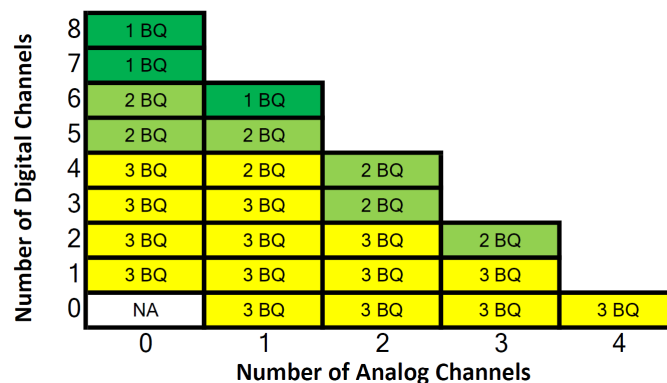 Number of Digital Channels
8 1 BQ
7 1 BQ
6 2 BQ 1 BQ
5 2 BQ 2 BQ
4 3 BQ 2 BQ 2 BQ
3 3 BQ 3 BQ 2 BQ
2 3 BQ 3 BQ 3 BQ 2 BQ
1 3 BQ 3 BQ 3 BQ 3 BQ
0 NA 3 BQ 3 BQ 3 BQ 3 BQ
0 1 2 3 4
Number of Analog Channels